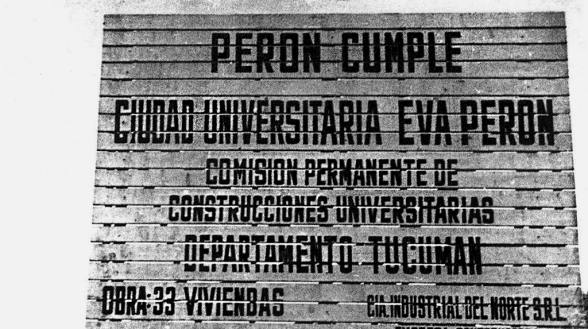 PERON CUMPLE
CIUDAD UNIVERSITARIA EVA PERON
COMISION PERMANENTE DE
CONSTRUCCIONES UNIVERSITARIAS
DEPARTAMENTO TUCUMAN
OBRA: 33 VIVIENDAS CIA. INDUSTRIAL DEL NORTE S.R.L